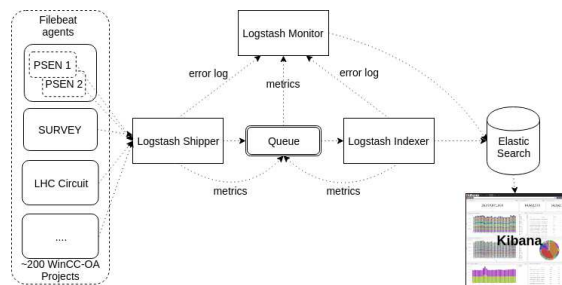 Filebeat
agents
PSEN 1
PSEN 2
SURVEY
LHC Circuit
....
~200 WinCC-OA
Projects
Logstash Monitor
error log
metrics
error log
Logstash Shipper
Queue
Logstash Indexer
metrics
metrics
Elastic
Search
Kibana